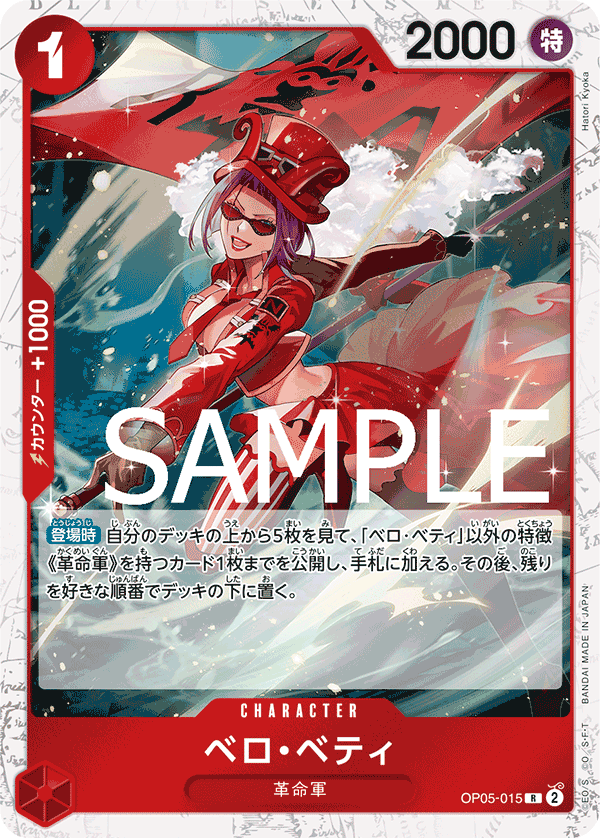 1
2000
特
Hatori Kyoka
カウンター +1000
SAMPLE
登場時 自分のデッキの上から5枚を見て、「ベロ・ベティ」以外の特徴
《革命軍》を持つカード1枚までを公開し、手札に加える。その後、残り
を好きな順番でデッキの下に置く。
CHARACTER
ベロ・ベティ
革命軍
OP05-015 R 2
©E.O./S. ©O./S·F·T BANDAI MADE IN JAPAN